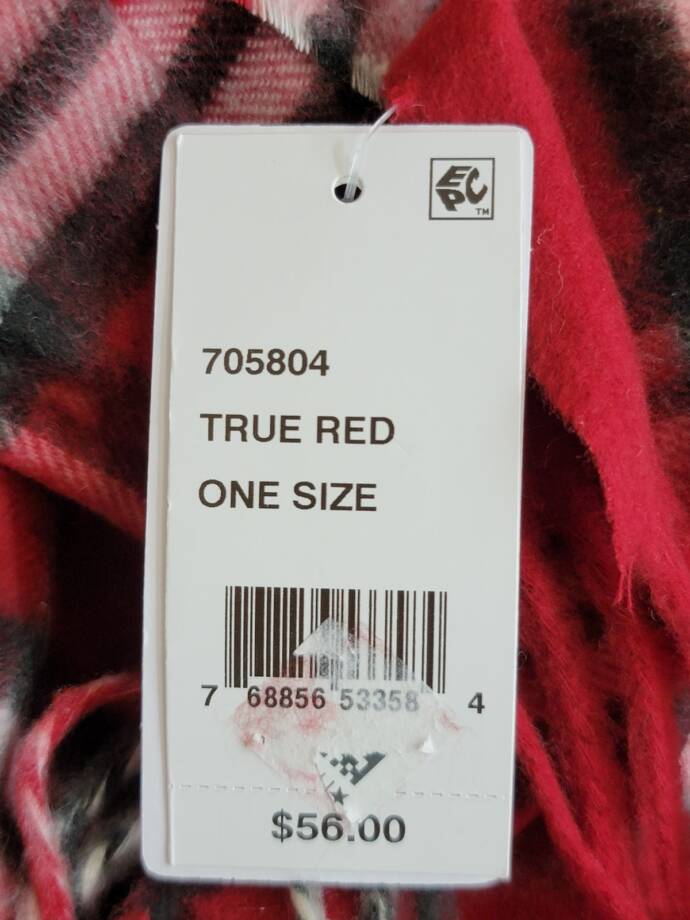 EPC
TM
705804
TRUE RED
ONE SIZE
7 68856 53358 4
$56.00